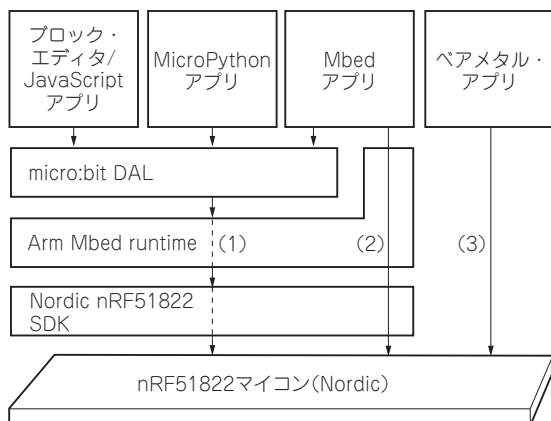 ブロック・
エディタ/
JavaScript
アプリ
MicroPython
アプリ
Mbed
アプリ
ベアメタル・
アプリ
micro:bit DAL
Arm Mbed runtime
(1)
(2)
(3)
Nordic nRF51822
SDK
nRF51822マイコン(Nordic)